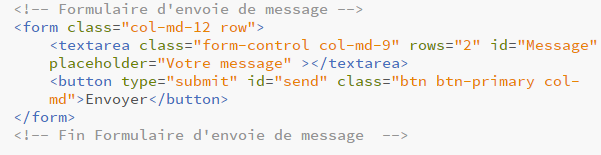 <!-- Formulaire d'envoie de message -->
<form class="col-md-12 row">
<textarea class="form-control col-md-9" rows="2" id="Message"
placeholder="Votre message" ></textarea>
<button type="submit" id="send" class="btn btn-primary col-
md">Envoyer</button>
</form>
<!-- Fin Formulaire d'envoie de message  -->